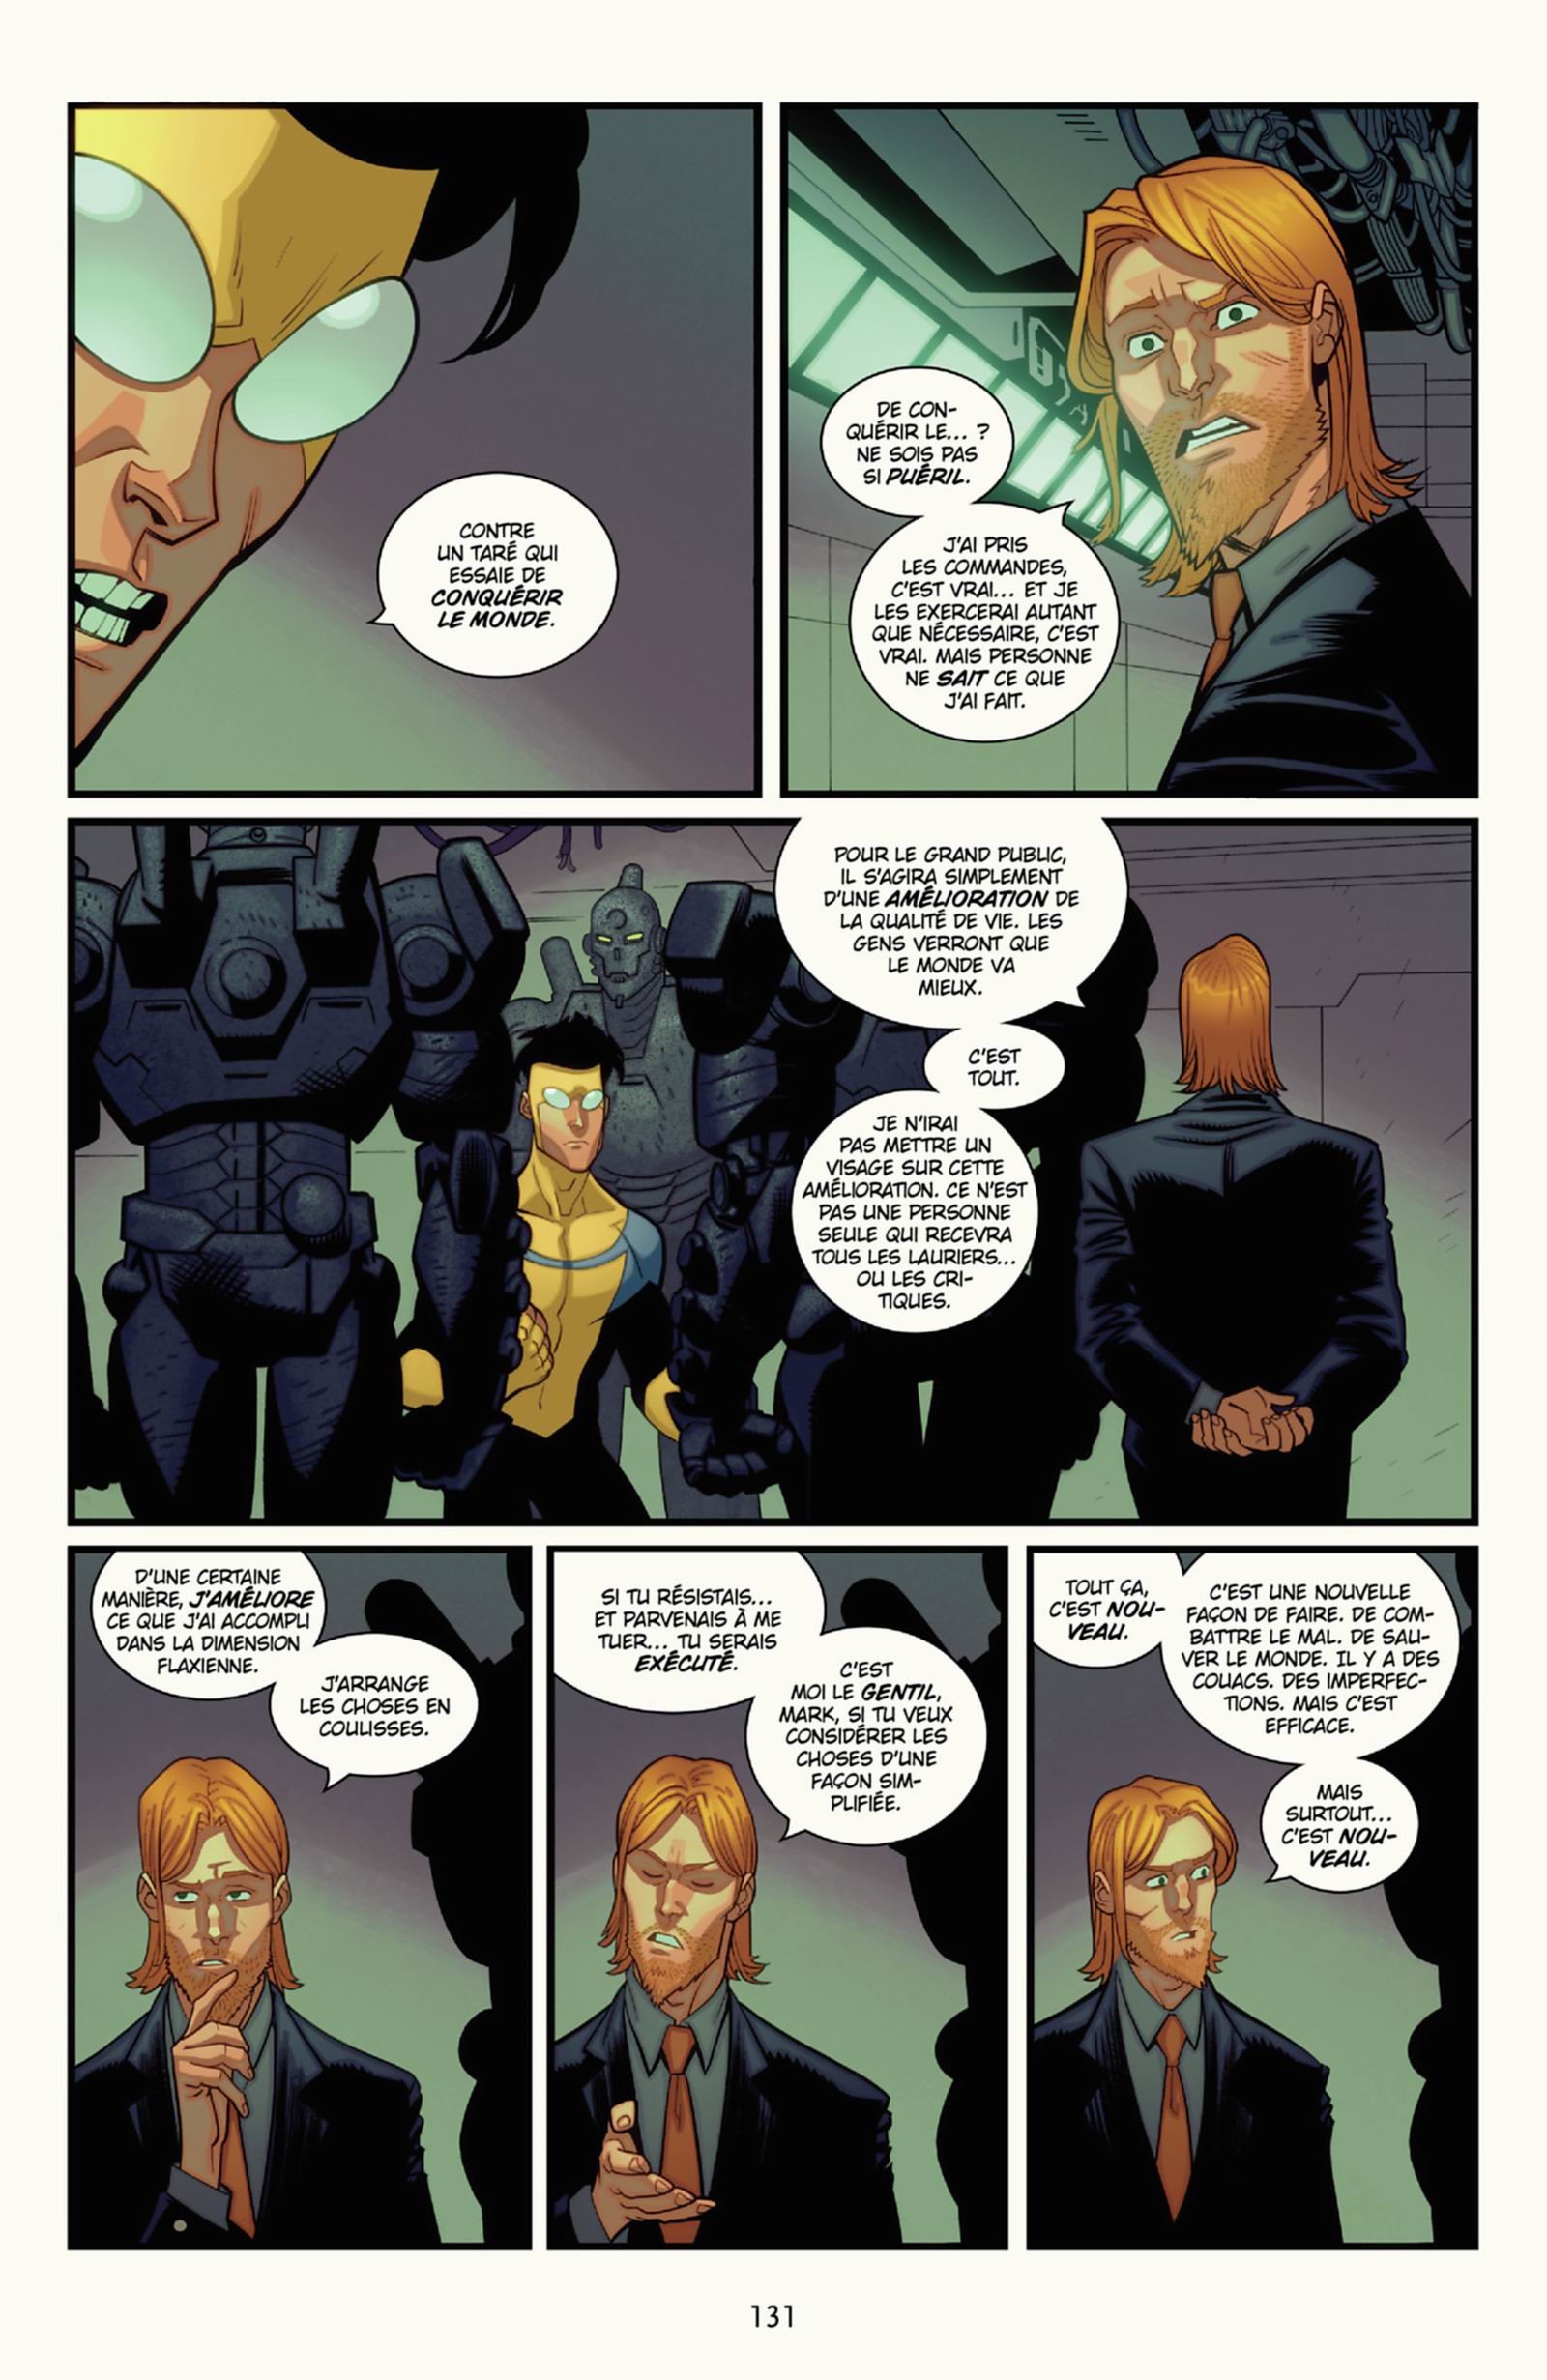 CONTRE
UN TARÉ QUI
ESSAIE DE
CONQUÉRIR
LE MONDE.
DE CON-
QUÉRIR LE... ?
NE SOIS PAS
SI PUÉRIL.
J'AI PRIS
LES COMMANDES,
C'EST VRAI... ET JE
LES EXERCERAI AUTANT
QUE NÉCESSAIRE, C'EST
VRAI. MAIS PERSONNE
NE SAIT CE QUE
J'AI FAIT.
POUR LE GRAND PUBLIC,
IL S'AGIRA SIMPLEMENT
D'UNE AMÉLIORATION DE
LA QUALITÉ DE VIE. LES
GENS VERRONT QUE
LE MONDE VA
MIEUX.
C'EST
TOUT.
JE N'IRAI
PAS METTRE UN
VISAGE SUR CETTE
AMÉLIORATION. CE N'EST
PAS UNE PERSONNE
SEULE QUI RECEVRA
TOUS LES LAURIERS...
OU LES CRI-
TIQUES.
D'UNE CERTAINE
MANIÈRE, J'AMÉLIORE
CE QUE J'AI ACCOMPLI
DANS LA DIMENSION
FLAXIENNE.
J'ARRANGE
LES CHOSES EN
COULISSES.
SI TU RÉSISTAIS...
ET PARVENAIS À ME
TUER... TU SERAIS
EXÉCUTÉ.
C'EST
MOI LE GENTIL,
MARK, SI TU VEUX
CONSIDÉRER LES
CHOSES D'UNE
FAÇON SIM-
PLIFIÉE.
TOUT ÇA,
C'EST NOU-
VEAU.
C'EST UNE NOUVELLE
FAÇON DE FAIRE. DE COM-
BATTRE LE MAL. DE SAU-
VER LE MONDE. IL Y A DES
COUACS. DES IMPERFEC-
TIONS. MAIS C'EST
EFFICACE.
MAIS
SURTOUT...
C'EST NOU-
VEAU.
131